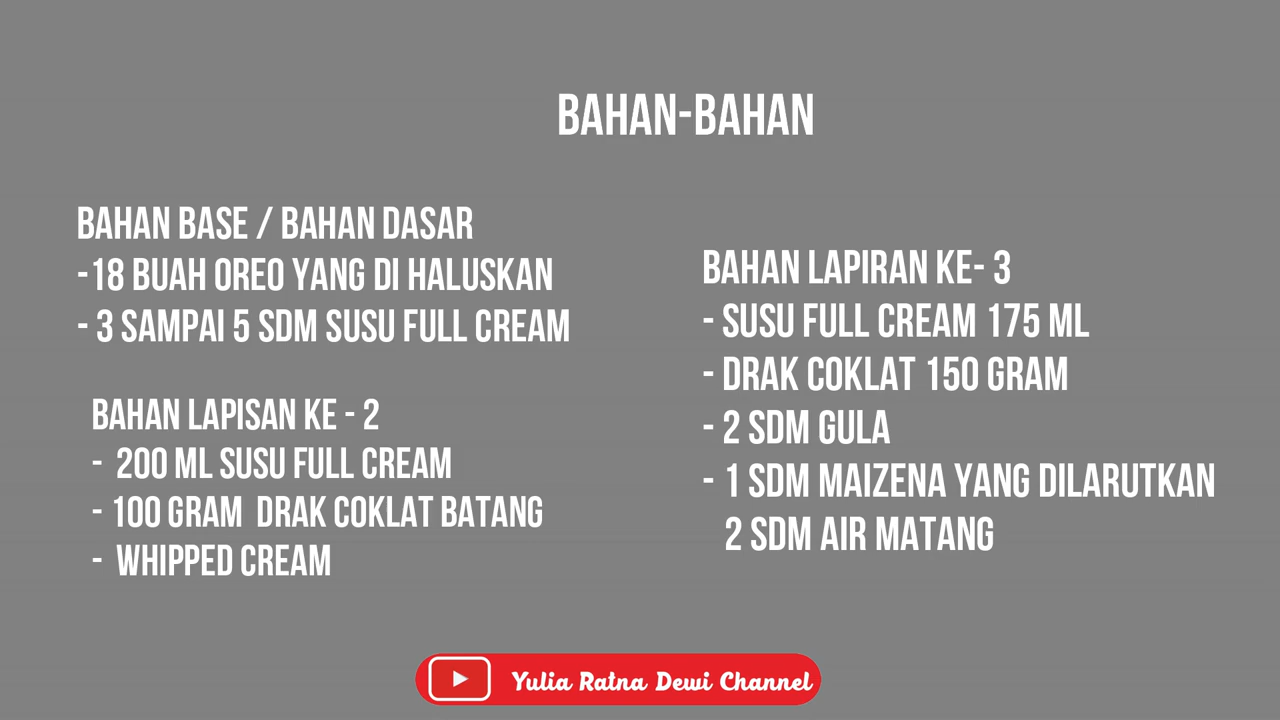 BAHAN-BAHAN
BAHAN BASE / BAHAN DASAR
-18 BUAH OREO YANG DI HALUSKAN
- 3 SAMPAI 5 SDM SUSU FULL CREAM
BAHAN LAPISAN KE - 2
- 200 ML SUSU FULL CREAM
- 100 GRAM DRAK COKLAT BATANG
- WHIPPED CREAM
BAHAN LAPIRAN KE- 3
- SUSU FULL CREAM 175 ML
- DRAK COKLAT 150 GRAM
- 2 SDM GULA
- 1 SDM MAIZENA YANG DILARUTKAN
2 SDM AIR MATANG
Yulia Ratna Dewi Channel